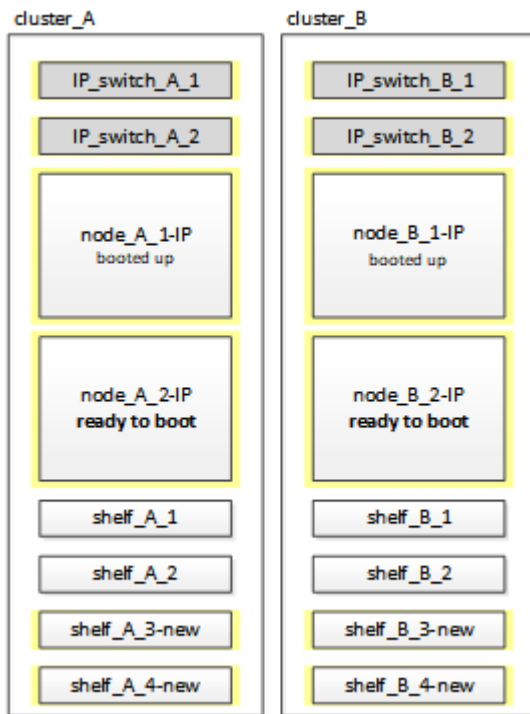 cluster_A
IP_switch_A_1
IP_switch_A_2
node_A_1-IP
booted up
node_A_2-IP
ready to boot
shelf_A_1
shelf_A_2
shelf_A_3-new
shelf_A_4-new
cluster_B
IP_switch_B_1
IP_switch_B_2
node_B_1-IP
booted up
node_B_2-IP
ready to boot
shelf_B_1
shelf_B_2
shelf_B_3-new
shelf_B_4-new